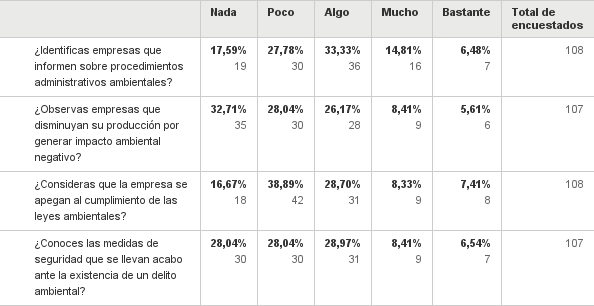 Nada Poco Algo Mucho Bastante Total de
encuestados
¿Identificas empresas que 17,59% 27,78% 33,33% 14,81% 6,48% 108
informen sobre procedimientos 19 30 36 16 7
administrativos ambientales?
¿Observas empresas que 32,71% 28,04% 26,17% 8,41% 5,61% 107
disminuyan su producción por 35 30 28 9 6
generar impacto ambiental
negativo?
¿Consideras que la empresa se 16,67% 38,89% 28,70% 8,33% 7,41% 108
apegan al cumplimiento de las 18 42 31 9 8
leyes ambientales?
¿Conoces las medidas de 28,04% 28,04% 28,97% 8,41% 6,54% 107
seguridad que se llevan acabo 30 30 31 9 7
ante la existencia de un delito
ambiental?